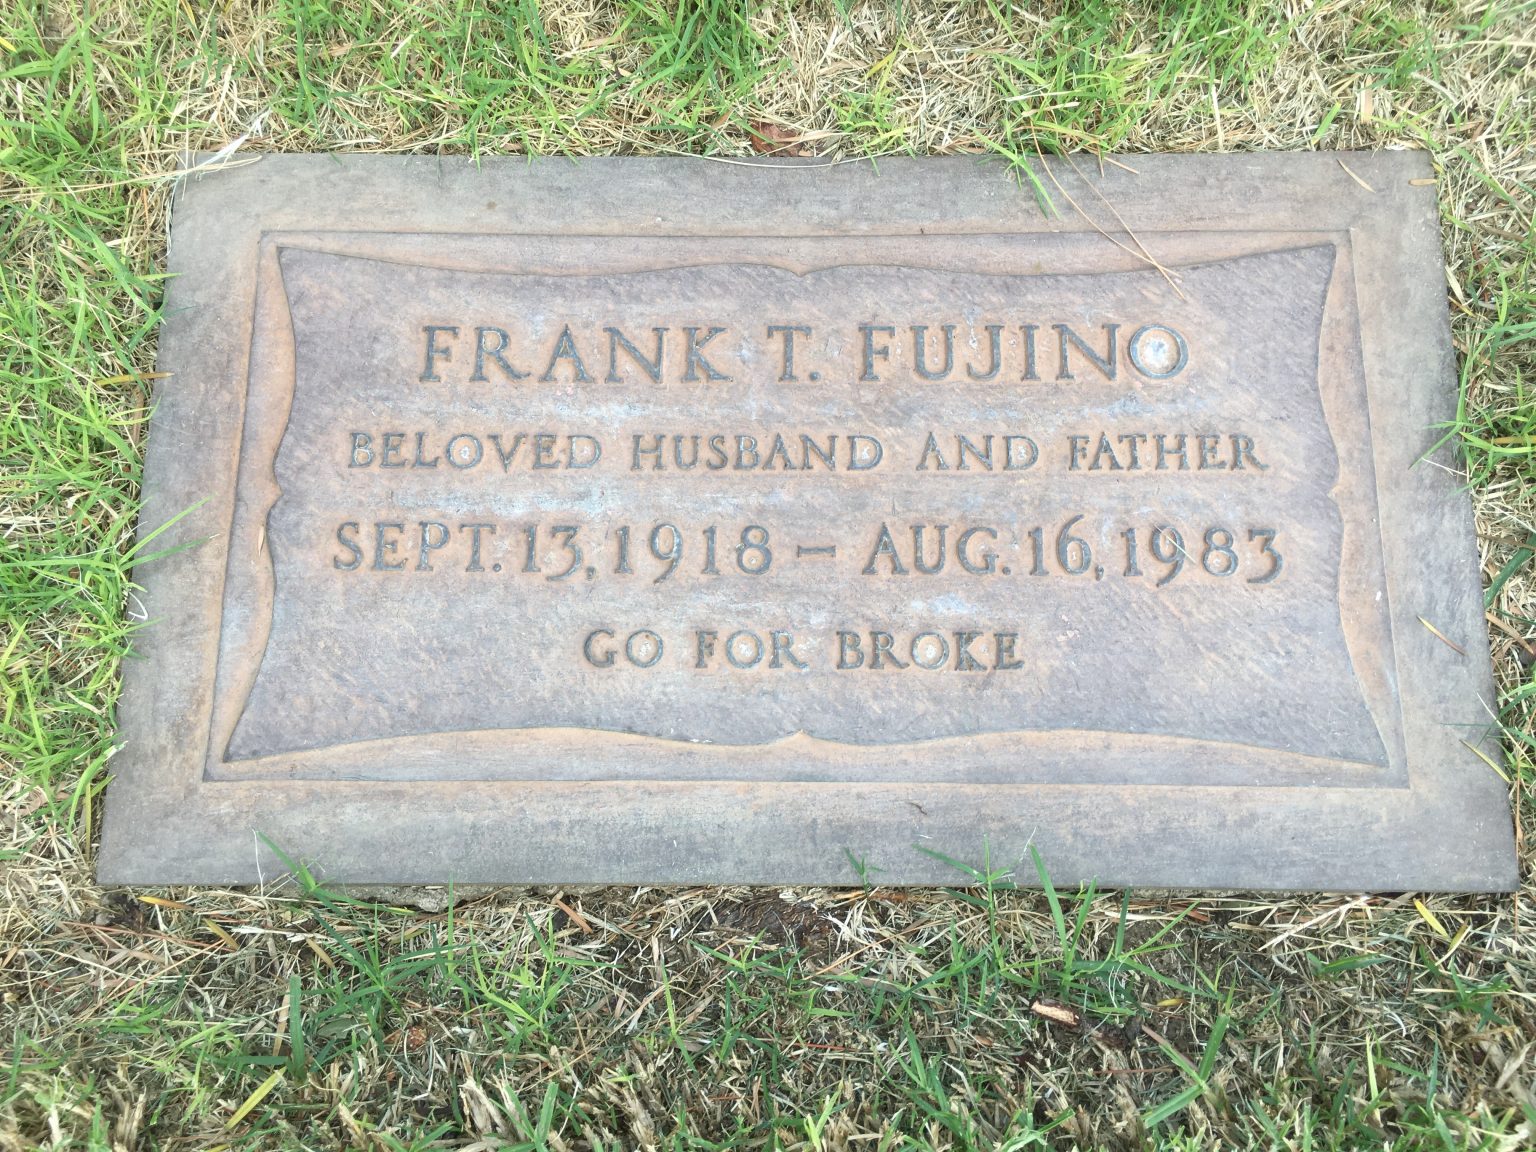 FRANK T. FUJINO
BELOVED HUSBAND AND FATHER
SEPT. 13, 1918 – AUG. 16, 1983
GO FOR BROKE